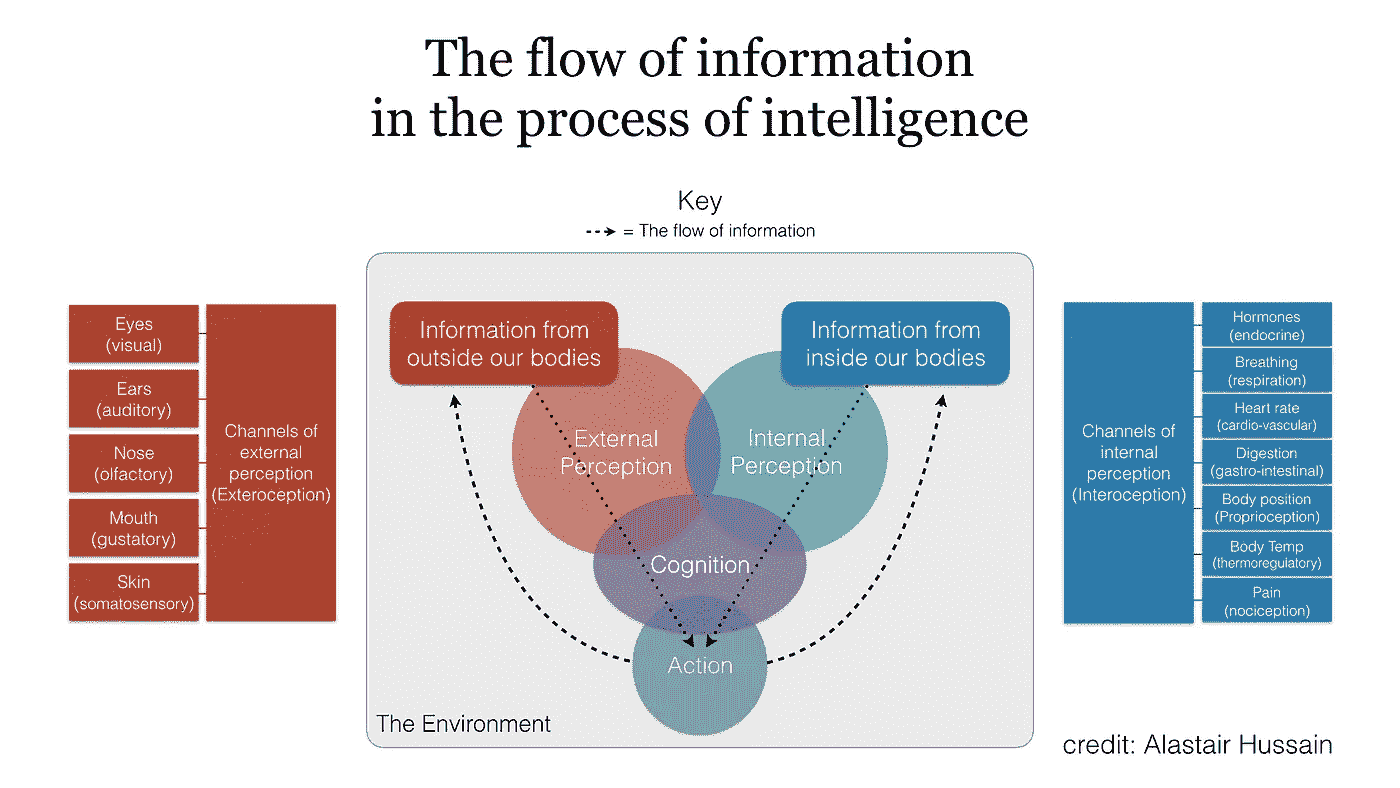 The flow of information
in the process of intelligence
Key
= The flow of information
Eyes
(visual)
Ears
(auditory)
Nose
(olfactory)
Mouth
(gustatory)
Skin
(somatosensory)
Channels of
external
perception
(Exteroception)
Information from
outside our bodies
Information from
inside our bodies
External
Perception
Internal
Perception
Cognition
Action
The Environment
Channels of
internal
perception
(Interoception)
Hormones
(endocrine)
Breathing
(respiration)
Heart rate
(cardio-vascular)
Digestion
(gastro-intestinal)
Body position
(Proprioception)
Body Temp
(thermoregulatory)
Pain
(nociception)
credit: Alastair Hussain